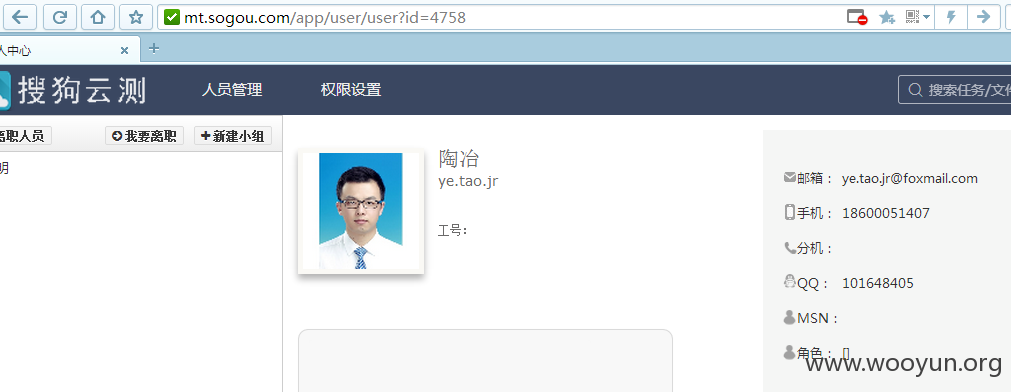 mt.sogou.com/app/user/user?id=4758
人中心
搜狗云测
人员管理
权限设置
搜索任务/文件
离职人员
我要离职
新建小组
明
陶冶
ye.tao.jr
工号:
邮箱: ye.tao.jr@foxmail.com
手机: 18600051407
分机:
QQ: 101648405
MSN:
角色: []
www.wooyun.org